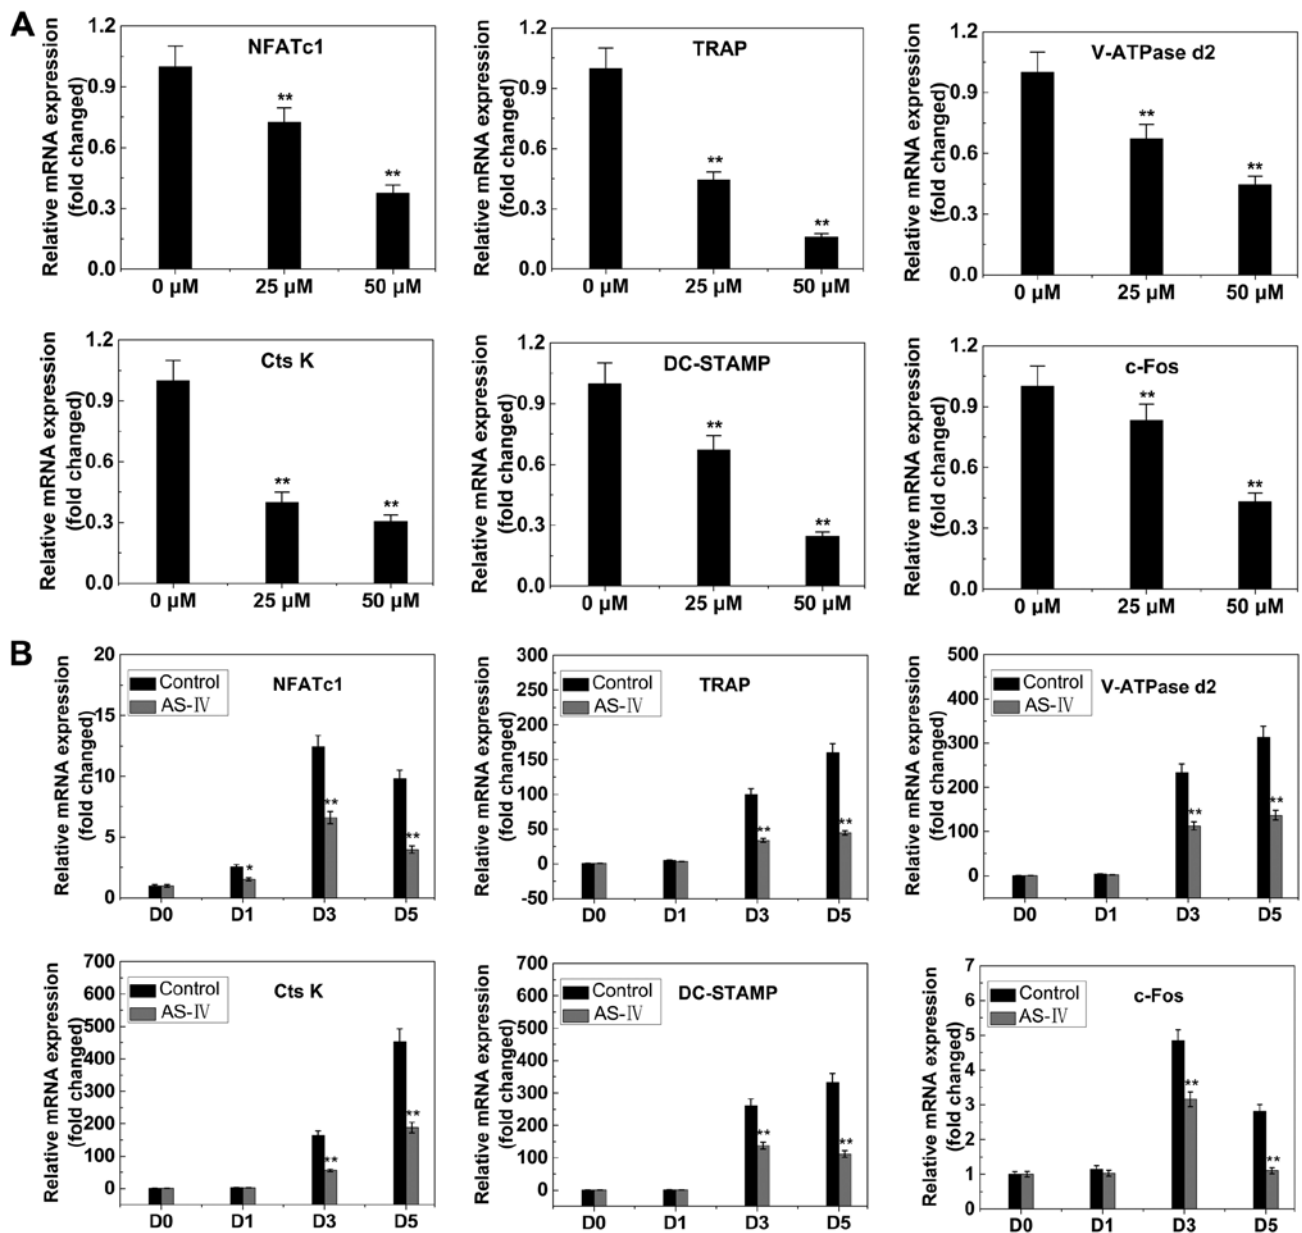 A
Relative mRNA expression
(fold changed)
1.2
0.9
0.6
0.3
0.0
NFATc1
**
**
0 μM 25 μM 50 μM
Relative mRNA expression
(fold changed)
1.2
0.9
0.6
0.3
0.0
TRAP
**
**
0 μM 25 μM 50 μM
Relative mRNA expression
(fold changed)
1.2
0.9
0.6
0.3
0.0
V-ATPase d2
**
**
0 μM 25 μM 50 μM
Relative mRNA expression
(fold changed)
1.2
0.9
0.6
0.3
0.0
Cts K
**
**
0 μM 25 μM 50 μM
Relative mRNA expression
(fold changed)
1.2
0.9
0.6
0.3
0.0
DC-STAMP
**
**
0 μM 25 μM 50 μM
Relative mRNA expression
(fold changed)
1.2
0.9
0.6
0.3
0.0
c-Fos
**
**
0 μM 25 μM 50 μM
B
Relative mRNA expression
(fold changed)
20
15
10
5
0
Control
AS-Ⅳ
NFATc1
*
**
**
D0 D1 D3 D5
Relative mRNA expression
(fold changed)
300
250
200
150
100
50
0
-50
Control
AS-Ⅳ
TRAP
**
**
D0 D1 D3 D5
Relative mRNA expression
(fold changed)
500
400
300
200
100
0
Control
AS-Ⅳ
V-ATPase d2
**
**
D0 D1 D3 D5
Relative mRNA expression
(fold changed)
700
600
500
400
300
200
100
0
Control
AS-Ⅳ
Cts K
**
**
D0 D1 D3 D5
Relative mRNA expression
(fold changed)
700
600
500
400
300
200
100
0
Control
AS-Ⅳ
DC-STAMP
**
**
D0 D1 D3 D5
Relative mRNA expression
(fold changed)
7
6
5
4
3
2
1
0
Control
AS-Ⅳ
c-Fos
**
**
D0 D1 D3 D5